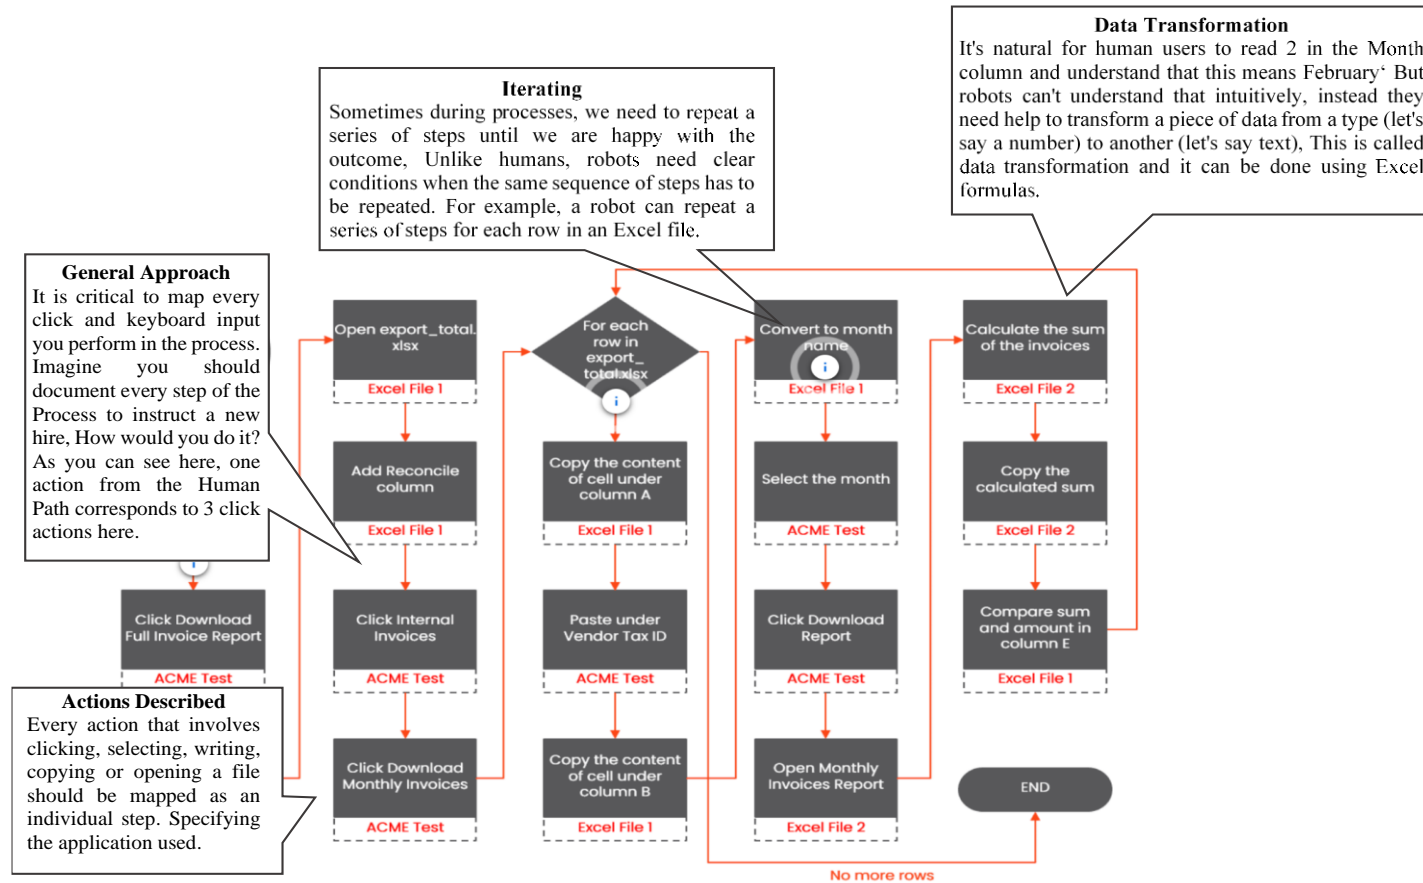 Data Transformation
It's natural for human users to read 2 in the Month
column and understand that this means February‘ But
robots can't understand that intuitively, instead they
need help to transform a piece of data from a type (let's
say a number) to another (let's say text), This is called
data transformation and it can be done using Excel
formulas.
Iterating
Sometimes during processes, we need to repeat a
series of steps until we are happy with the
outcome, Unlike humans, robots need clear
conditions when the same sequence of steps has to
be repeated. For example, a robot can repeat a
series of steps for each row in an Excel file.
General Approach
It is critical to map every
click and keyboard input
you perform in the process.
Imagine you should
document every step of the
Process to instruct a new
hire, How would you do it?
As you can see here, one
action from the Human
Path corresponds to 3 click
actions here.
i
Click Download
Full Invoice Report
ACME Test
Actions Described
Every action that involves
clicking, selecting, writing,
copying or opening a file
should be mapped as an
individual step. Specifying
the application used.
Open export_total.
xlsx
Excel File 1
Add Reconcile
column
Excel File 1
Click Internal
Invoices
ACME Test
Click Download
Monthly Invoices
ACME Test
For each
row in
export_
total.xlsx
i
Copy the content
of cell under
column A
Excel File 1
Paste under
Vendor Tax ID
ACME Test
Copy the content
of cell under
column B
Excel File 1
Convert to month
name
i
Excel File 1
Select the month
ACME Test
Click Download
Report
ACME Test
Open Monthly
Invoices Report
Excel File 2
Calculate the sum
of the invoices
Excel File 2
Copy the
calculated sum
Excel File 2
Compare sum
and amount in
column E
Excel File 1
END
No more rows